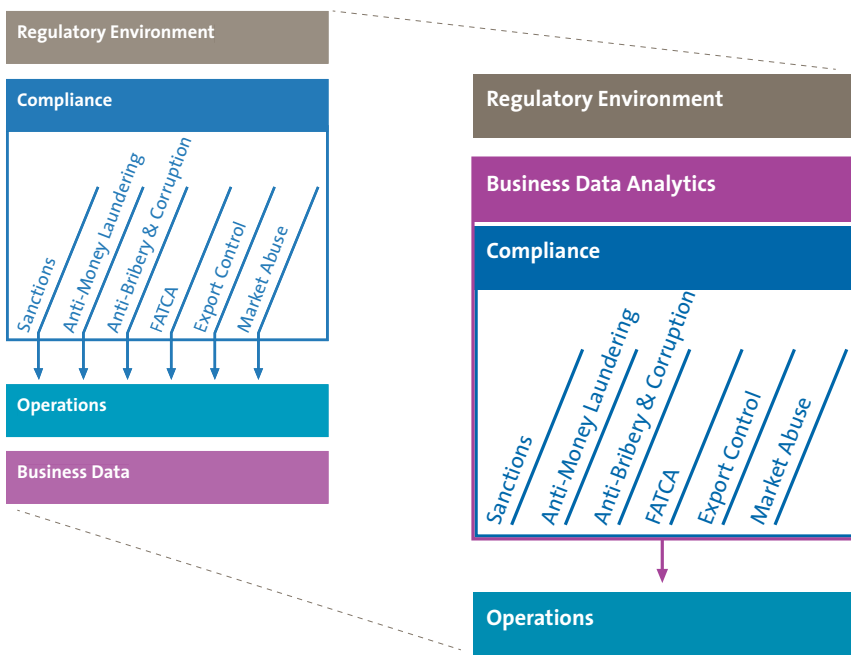 Regulatory Environment
Compliance
Sanctions
Anti-Money Laundering
Anti-Bribery & Corruption
FATCA
Export Control
Market Abuse
Operations
Business Data
Regulatory Environment
Business Data Analytics
Compliance
Sanctions
Anti-Money Laundering
Anti-Bribery & Corruption
FATCA
Export Control
Market Abuse
Operations